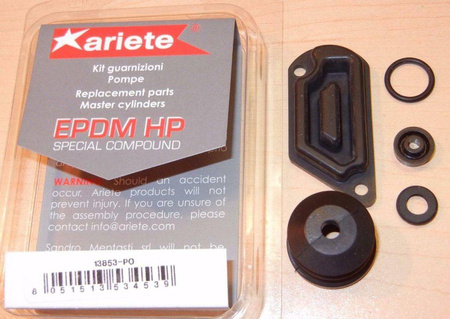 ariete®
Kit guarnizioni
Pompe
Replacement parts
Master cylinders
EPDM HP
SPECIAL COMPOUND
WARNING: Should an accident
occur, Ariete products will not
prevent injury. If you are unsure of
the assembly procedure, please
contact info@ariete.com
Sandro Mentasti srl will not be
13853-PO
8 051513 534539